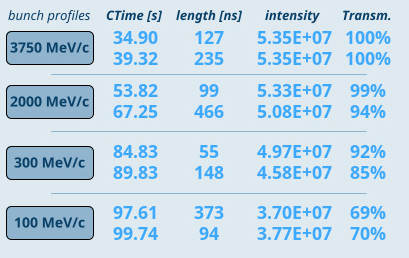 bunch profiles CTime [s] length [ns] intensity Transm.
3750 MeV/c 34.90 127 5.35E+07 100%
39.32 235 5.35E+07 100%
2000 MeV/c 53.82 99 5.33E+07 99%
67.25 466 5.08E+07 94%
300 MeV/c 84.83 55 4.97E+07 92%
89.83 148 4.58E+07 85%
100 MeV/c 97.61 373 3.70E+07 69%
99.74 94 3.77E+07 70%